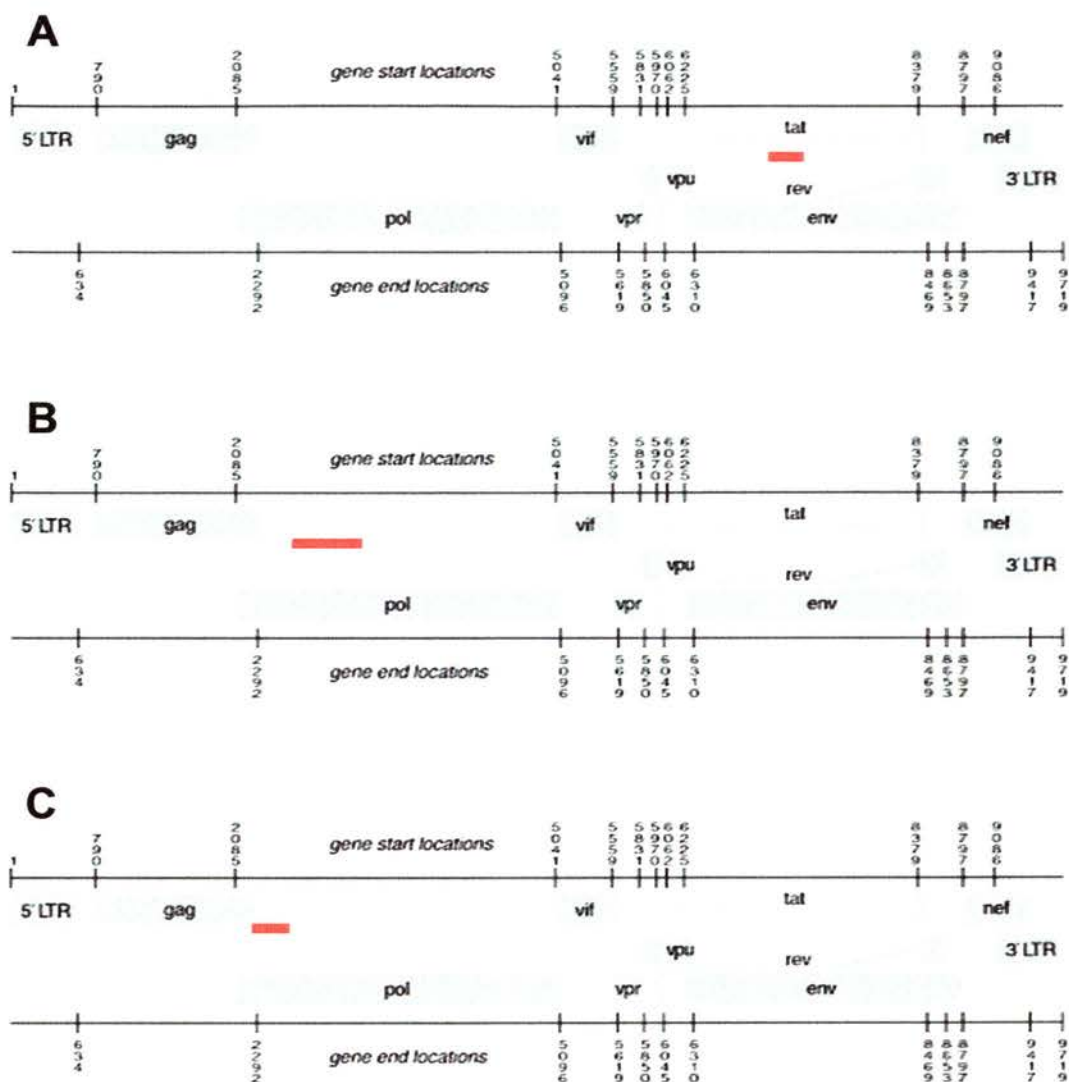 A
1 790 2085 gene start locations 5041 5559 5831 5970 6062 6225 8379 8797 9086
5' LTR gag vif tat nef
vpu rev 3' LTR
pol vpr env
634 2292 gene end locations 5096 5619 5850 6045 6310 8469 8653 8797 9417 9719
B
1 790 2085 gene start locations 5041 5559 5831 5970 6062 6225 8379 8797 9086
5' LTR gag vif tat nef
vpu rev 3' LTR
pol vpr env
634 2292 gene end locations 5096 5619 5850 6045 6310 8469 8653 8797 9417 9719
C
1 790 2085 gene start locations 5041 5559 5831 5970 6062 6225 8379 8797 9086
5' LTR gag vif tat nef
vpu rev 3' LTR
pol vpr env
634 2292 gene end locations 5096 5619 5850 6045 6310 8469 8653 8797 9417 9719